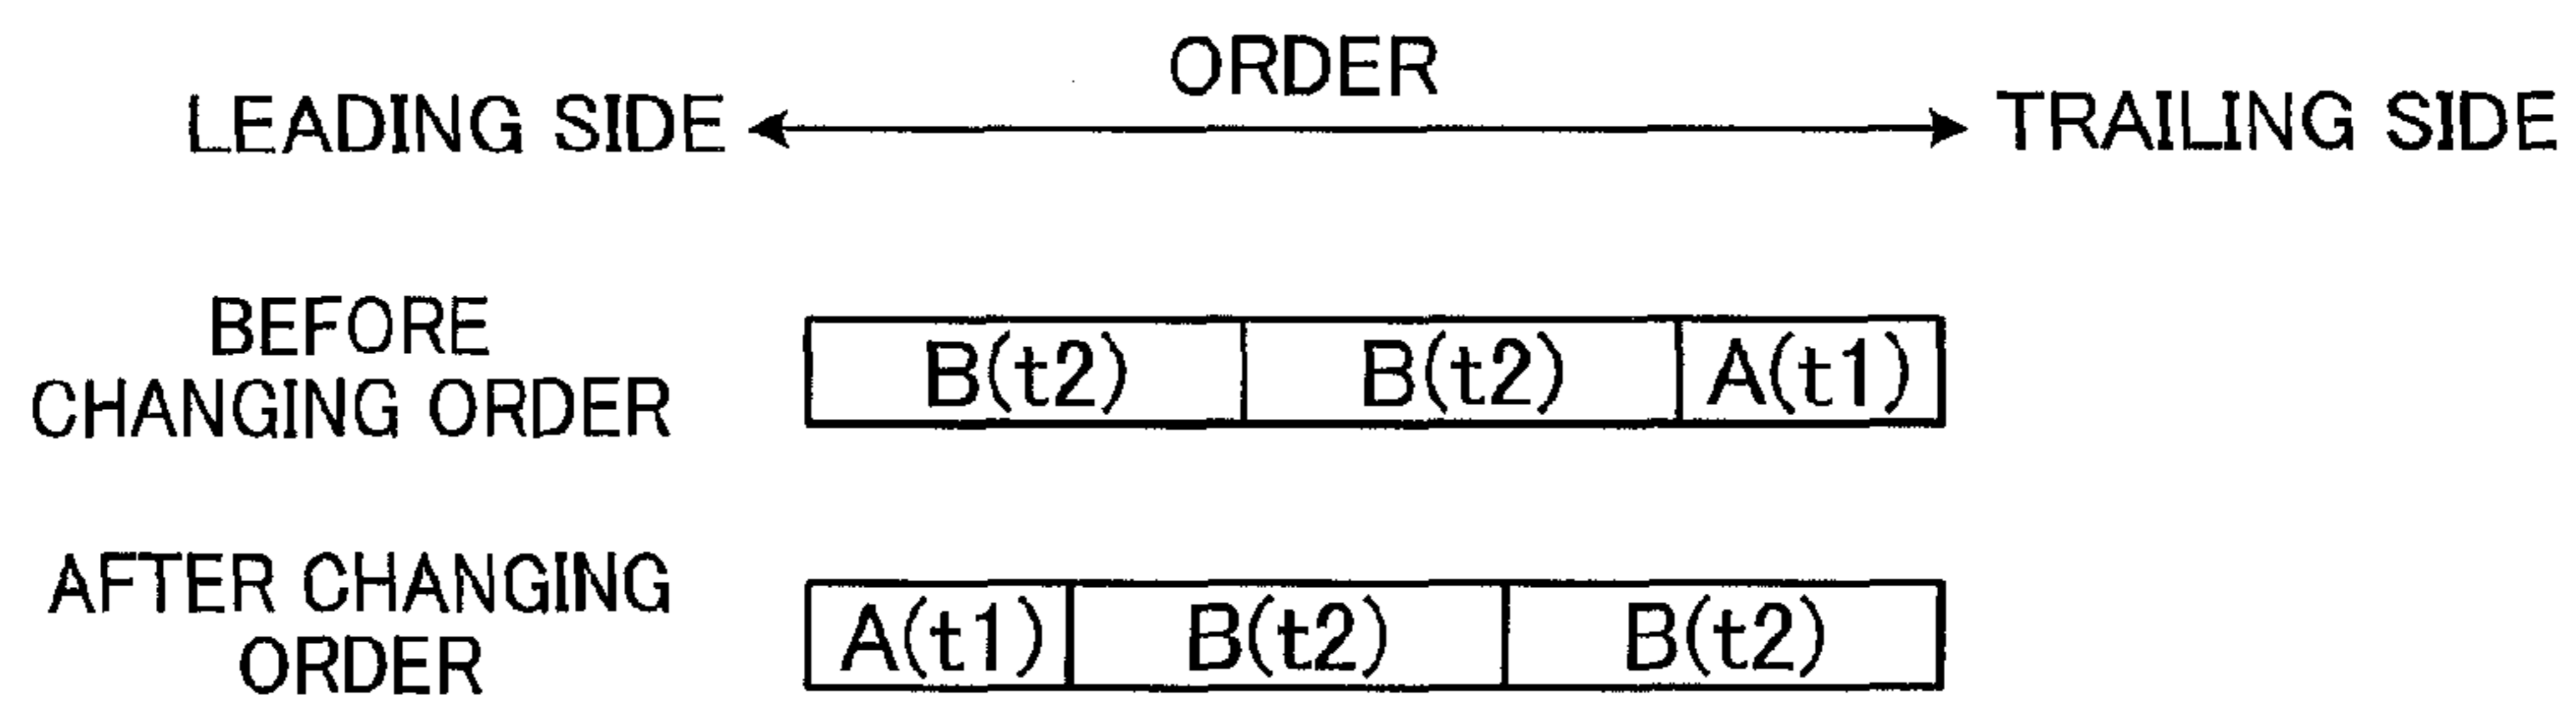 ORDER
LEADING SIDE TRAILING SIDE
BEFORE
CHANGING ORDER
B(t2) B(t2) A(t1)
AFTER CHANGING
ORDER
A(t1) B(t2) B(t2)